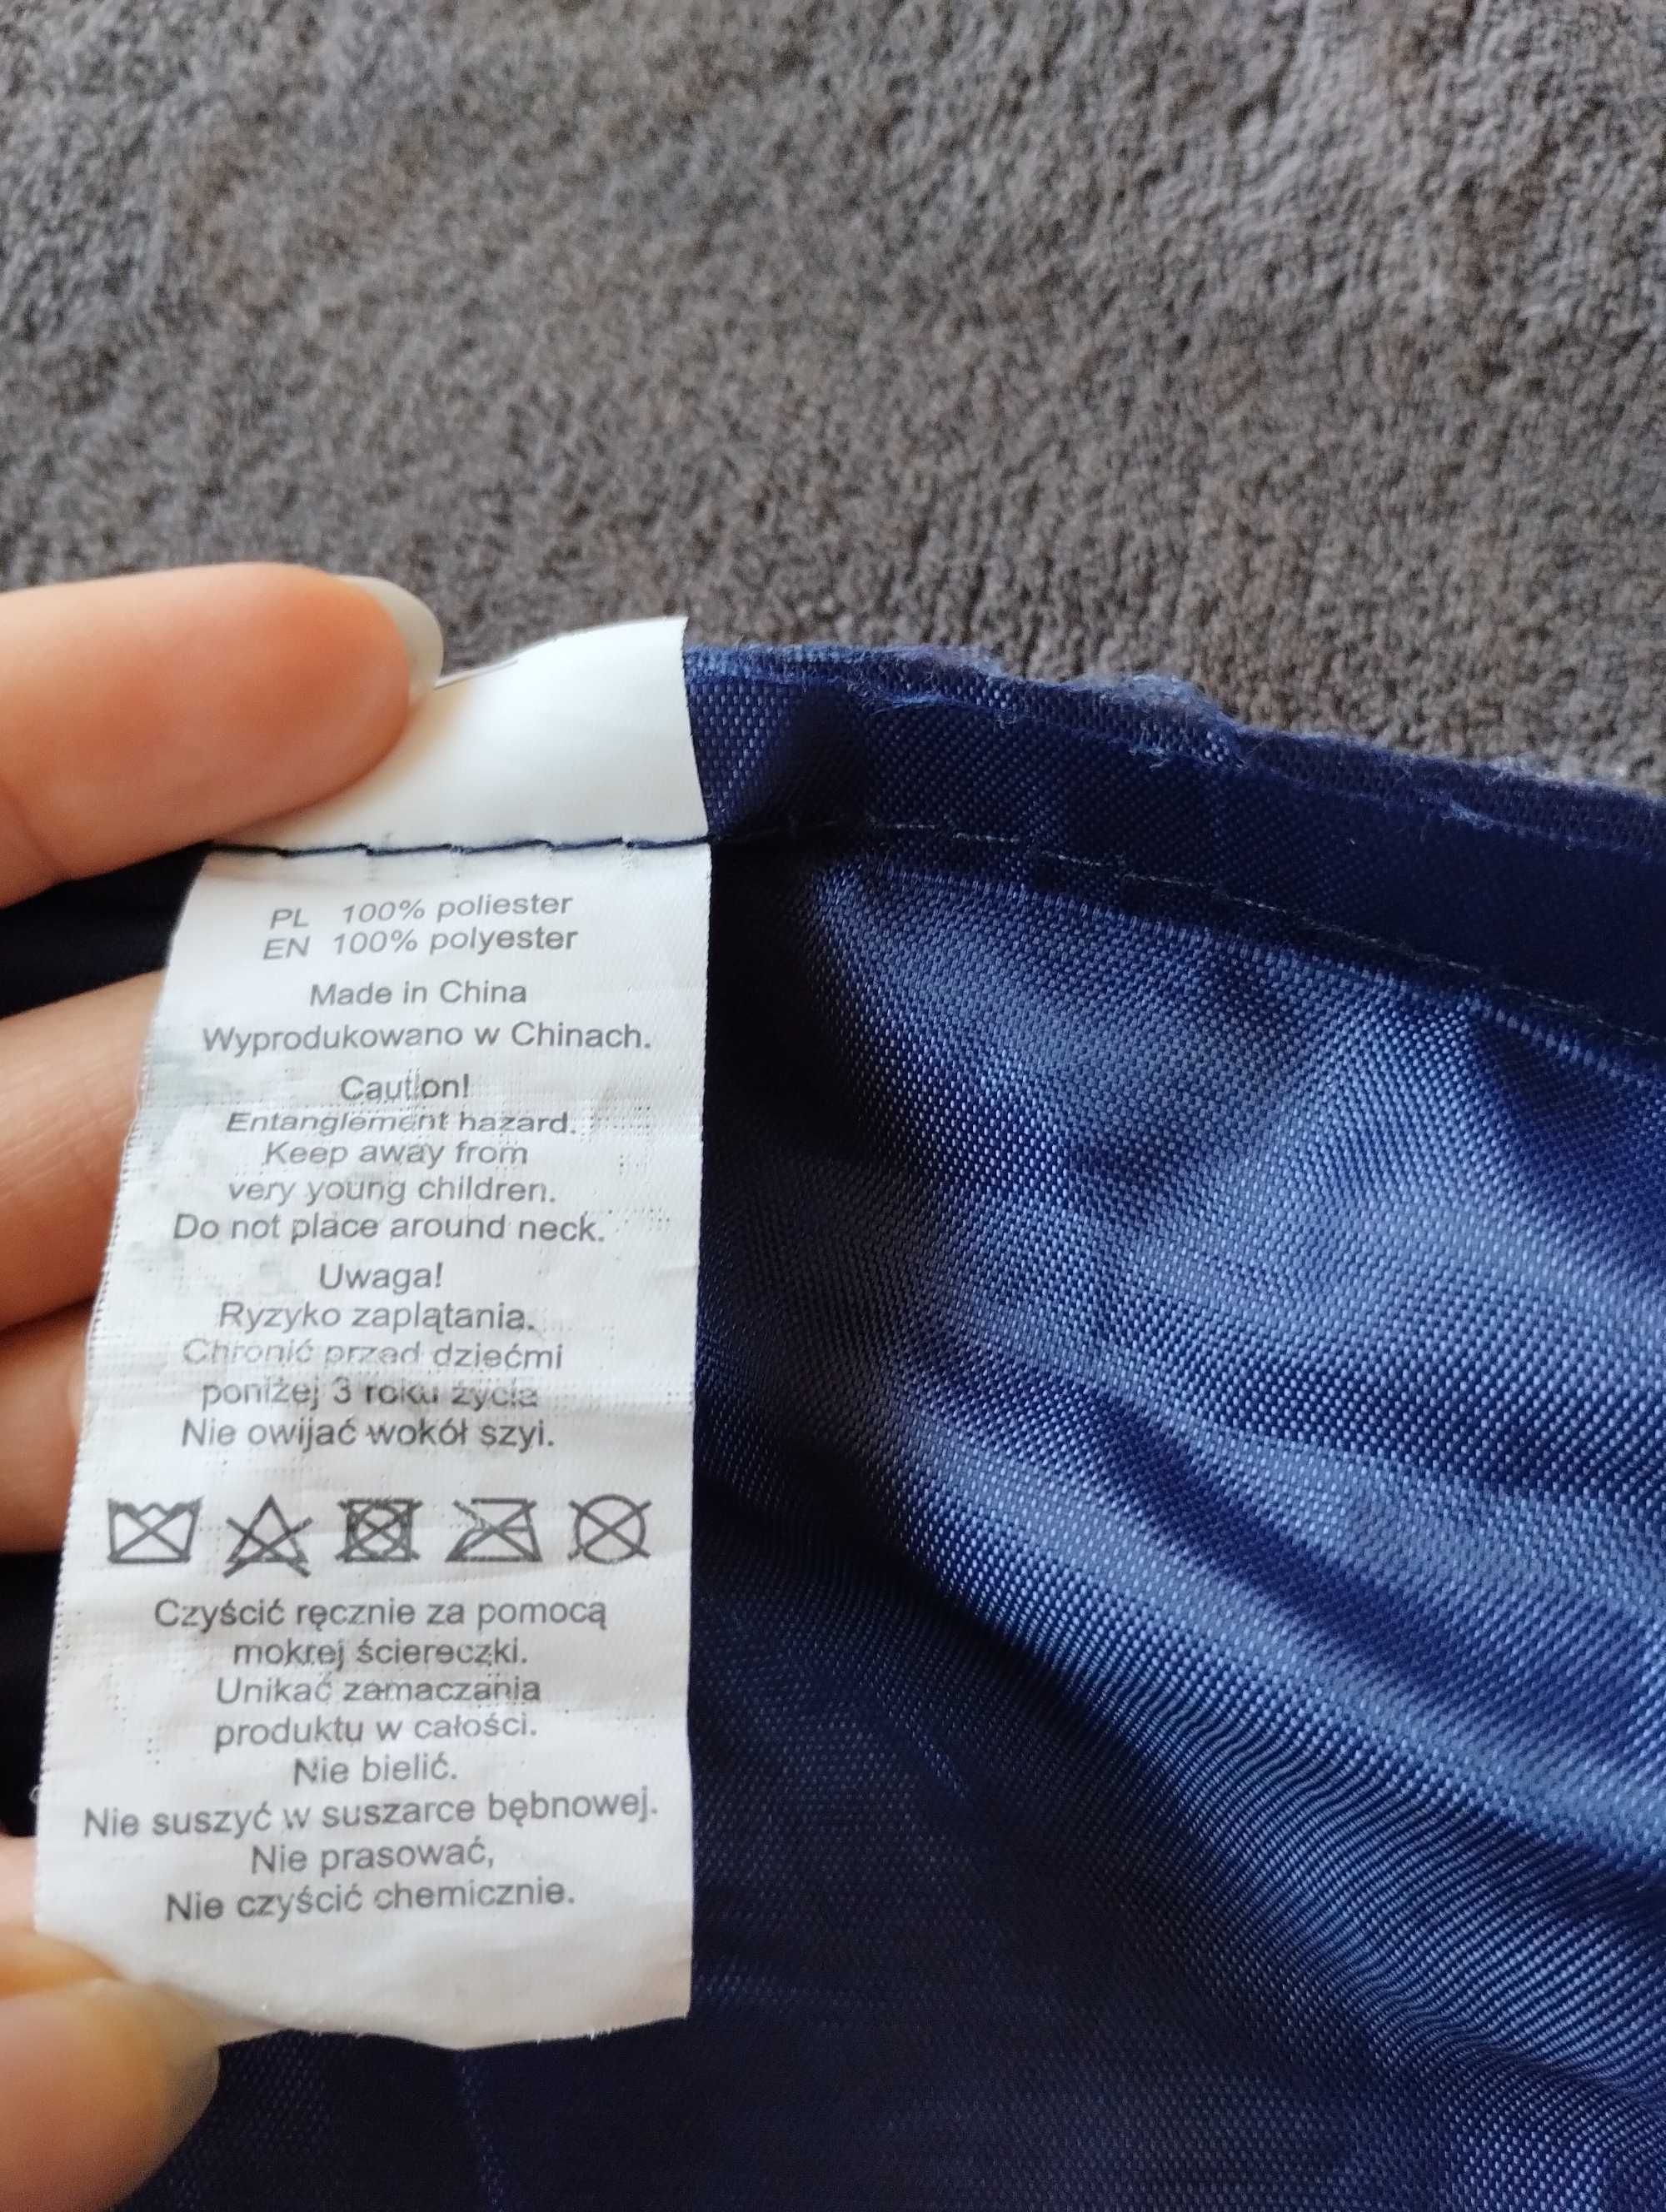 PL 100% poliester
EN 100% polyester
Made in China
Wyprodukowano w Chinach.
Caution!
Entanglement hazard.
Keep away from
very young children.
Do not place around neck.
Uwaga!
Ryzyko zaplątania.
Chronić przed dziećmi
poniżej 3 roku życia
Nie owijać wokół szyi.
Czyścić ręcznie za pomocą
mokrej ściereczki.
Unikać zamaczania
produktu w całości.
Nie bielić.
Nie suszyć w suszarce bębnowej.
Nie prasować,
Nie czyścić chemicznie.